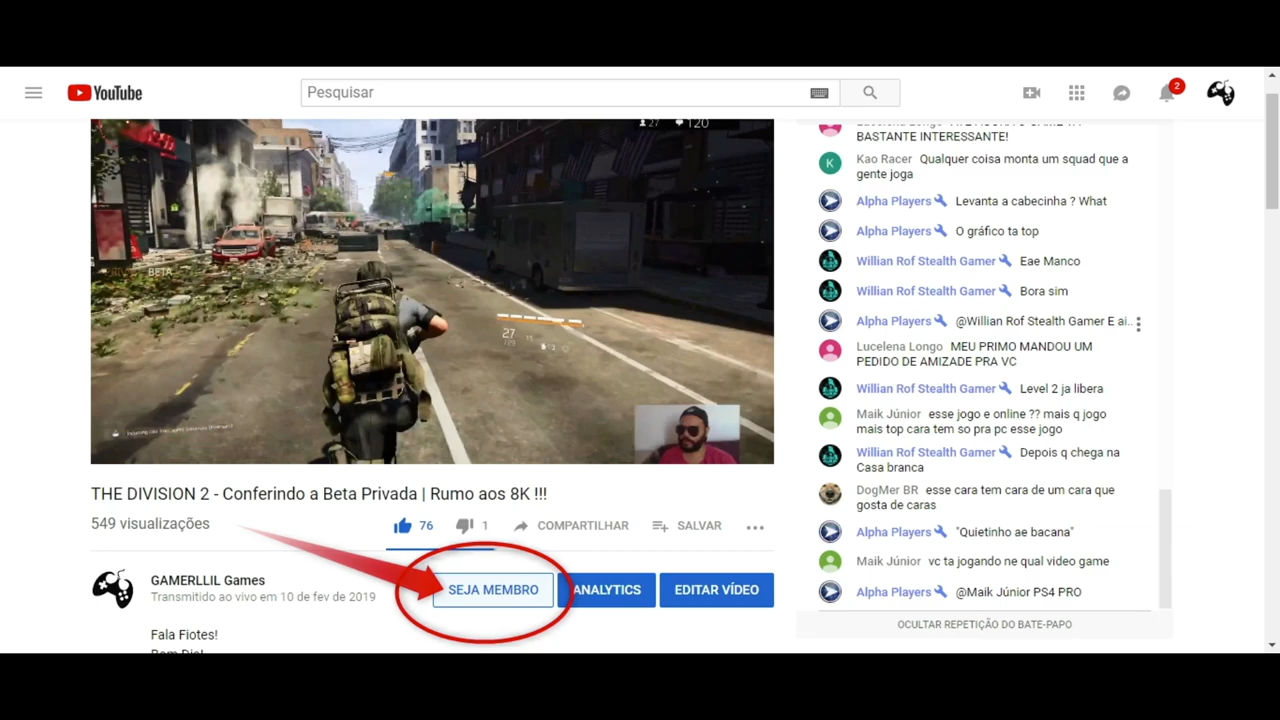 YouTube
Pesquisar
2
27
120
BETA
27
THE DIVISION 2 - Conferindo a Beta Privada | Rumo aos 8K !!!
549 visualizações
76
1
COMPARTILHAR
SALVAR
GAMERLLIL Games
Transmitido ao vivo em 10 de fev de 2019
SEJA MEMBRO
ANALYTICS
EDITAR VÍDEO
Fala Fiotes!
Lucelena Longo
BASTANTE INTERESSANTE!
K
Kao Racer Qualquer coisa monta um squad que a
gente joga
Alpha Players Levanta a cabecinha ? What
Alpha Players O gráfico ta top
Willian Rof Stealth Gamer Eae Manco
Willian Rof Stealth Gamer Bora sim
Alpha Players @Willian Rof Stealth Gamer E ai...
Lucelena Longo MEU PRIMO MANDOU UM
PEDIDO DE AMIZADE PRA VC
Willian Rof Stealth Gamer Level 2 ja libera
Maik Júnior esse jogo e online ?? mais q jogo
mais top cara tem so pra pc esse jogo
Willian Rof Stealth Gamer Depois q chega na
Casa branca
DogMer BR esse cara tem cara de um cara que
gosta de caras
Alpha Players "Quietinho ae bacana"
Maik Júnior vc ta jogando ne qual video game
Alpha Players @Maik Júnior PS4 PRO
OCULTAR REPETIÇÃO DO BATE-PAPO